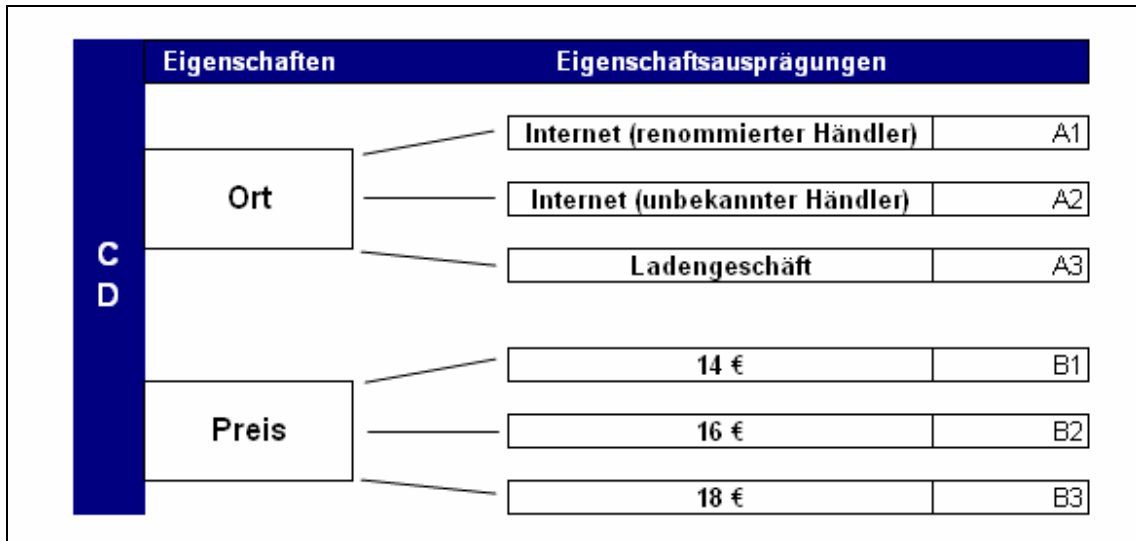 Eigenschaften Eigenschaftsausprägungen
C
D
Ort
Internet (renommierter Händler) A1
Internet (unbekannter Händler) A2
Ladengeschäft A3
Preis
14 € B1
16 € B2
18 € B3